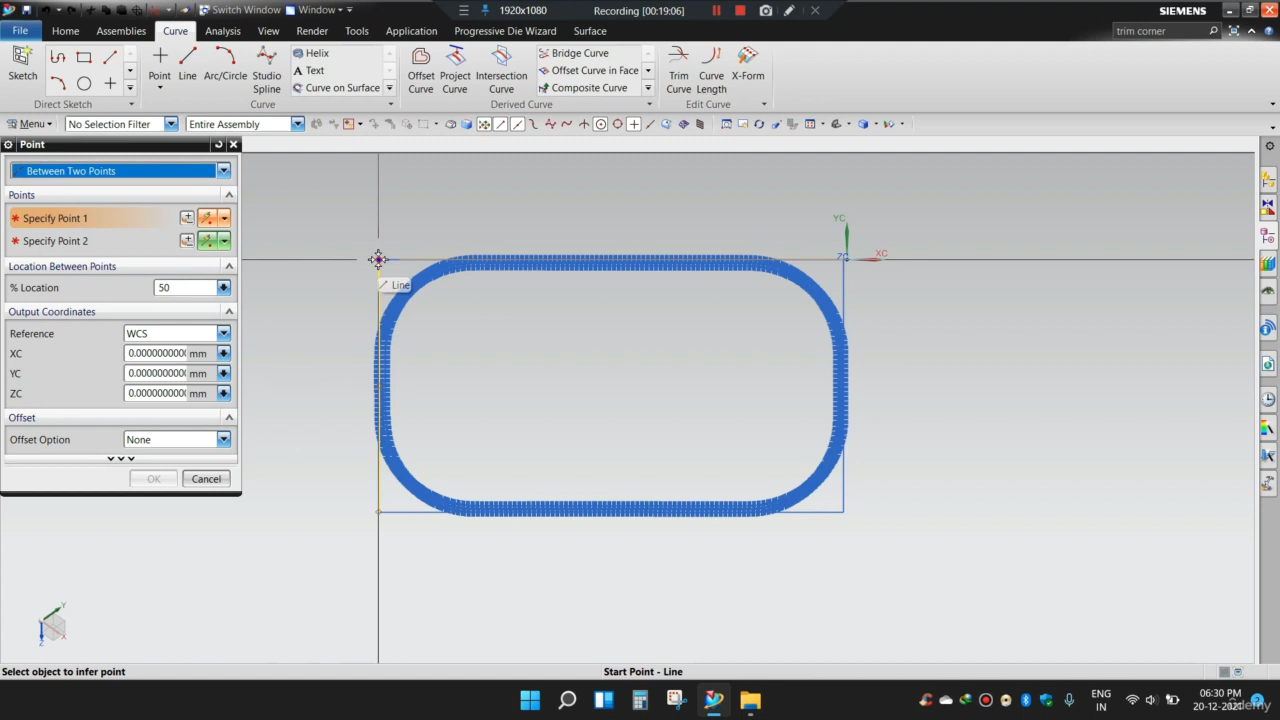 Switch Window Window 1920x1080 Recording [00:19:06] SIEMENS
File Home Assemblies Curve Analysis View Render Tools Application Progressive Die Wizard Surface trim corner
Sketch Point Line Arc/Circle Studio Spline Helix Text Curve on Surface Offset Curve Project Curve Intersection Curve Bridge Curve Offset Curve in Face Composite Curve Trim Curve Curve Length X-Form
Direct Sketch Curve Derived Curve Edit Curve
Menu No Selection Filter Entire Assembly
Point
Between Two Points
Points
Specify Point 1
Specify Point 2
Location Between Points
% Location 50
Output Coordinates
Reference WCS
XC 0.000000000 mm
YC 0.000000000 mm
ZC 0.000000000 mm
Offset
Offset Option None
OK Cancel
YC
ZC XC
Line
Y
Z X
Select object to infer point Start Point - Line
ENG
IN
06:30 PM
20-12-2021
2